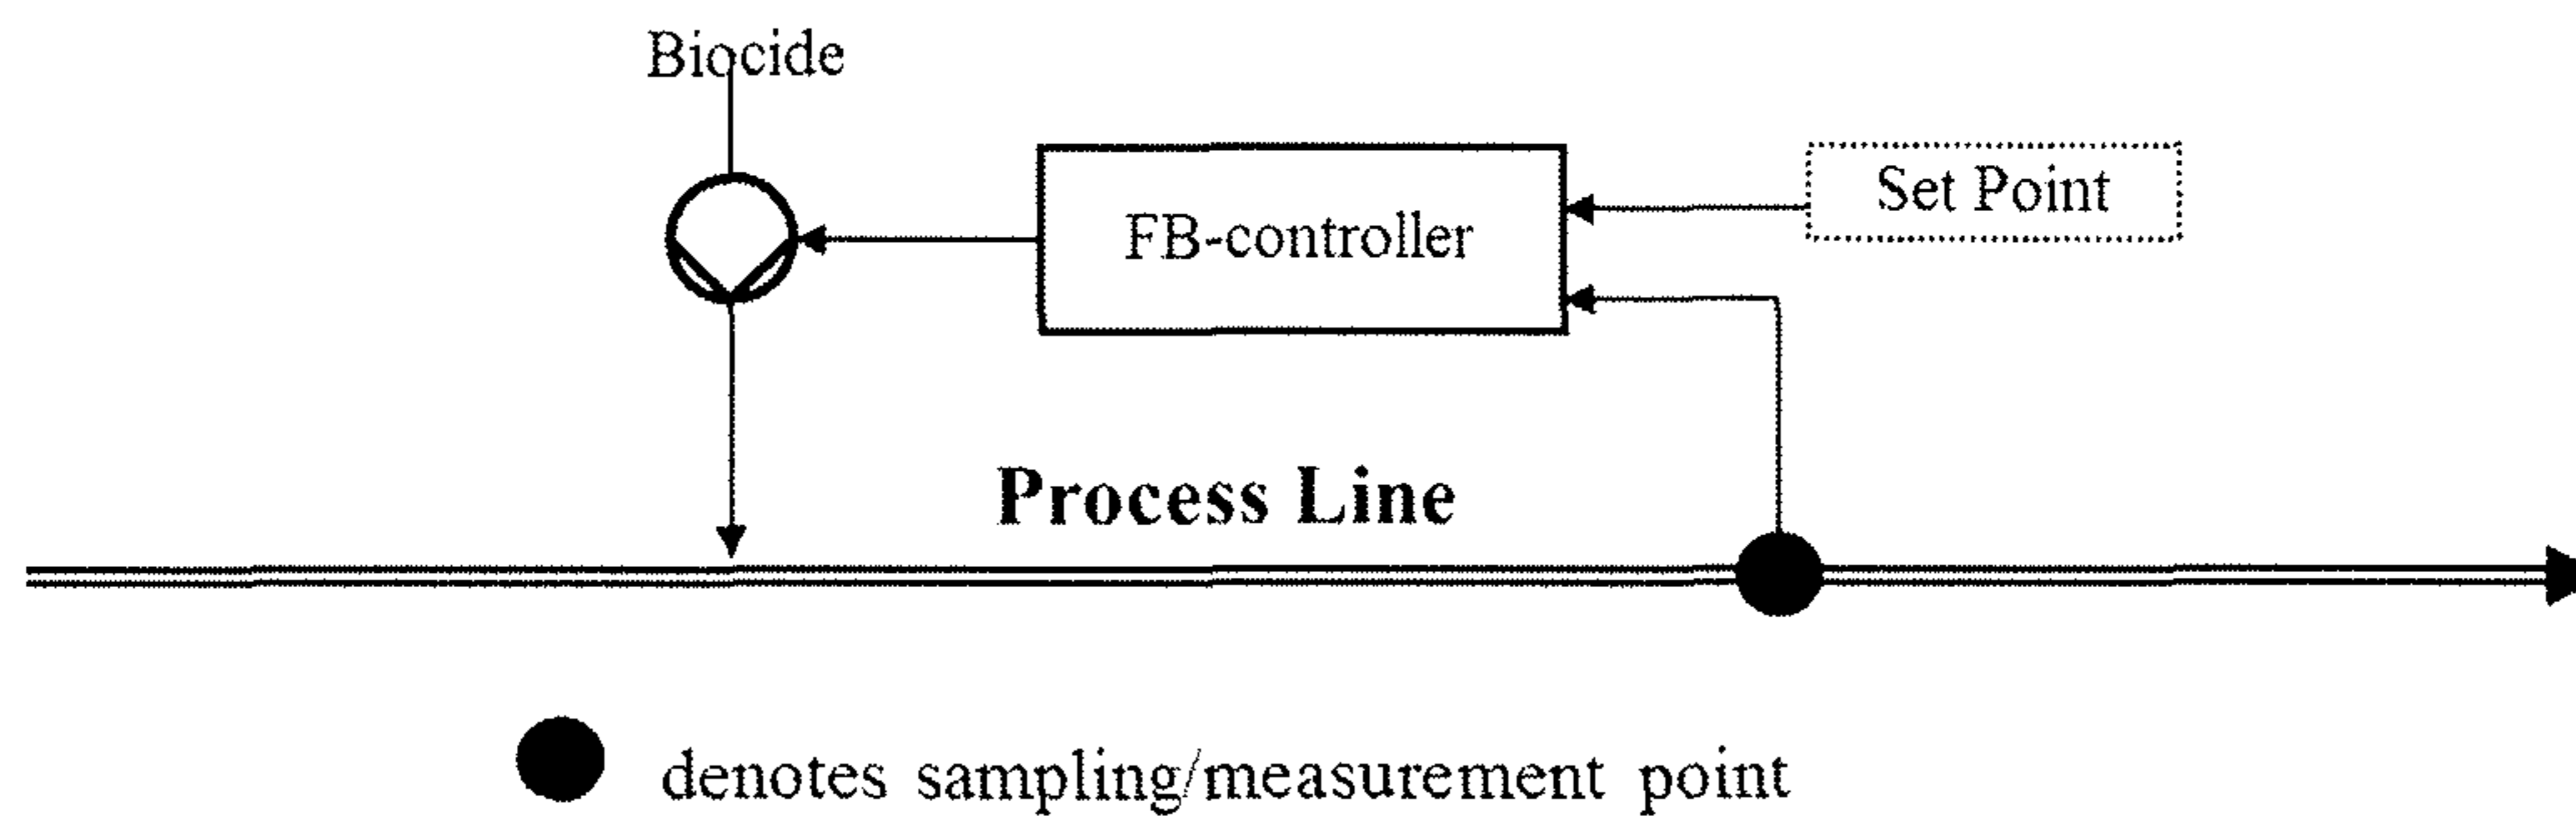 Biocide
FB-controller
Set Point
Process Line
denotes sampling/measurement point